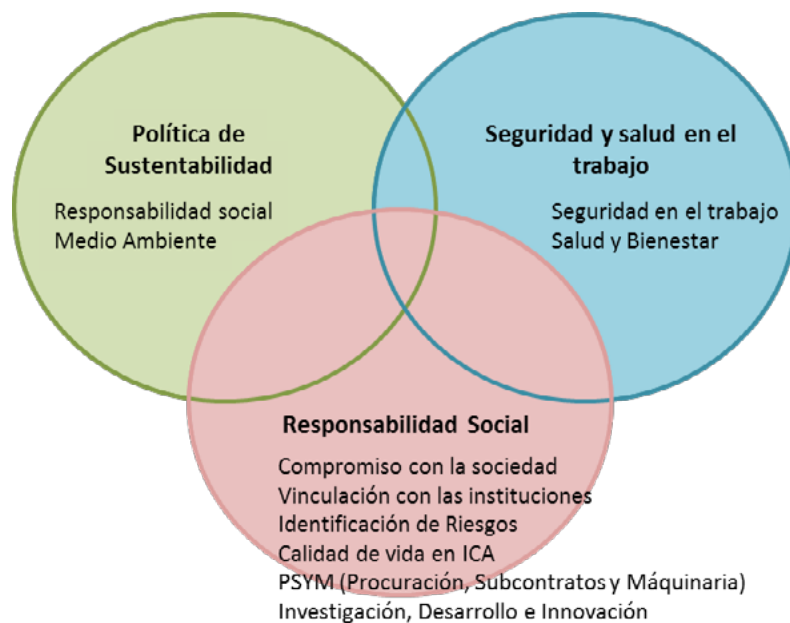 Política de
Sustentabilidad
Responsabilidad social
Medio Ambiente
Seguridad y salud en el
trabajo
Seguridad en el trabajo
Salud y Bienestar
Responsabilidad Social
Compromiso con la sociedad
Vinculación con las instituciones
Identificación de Riesgos
Calidad de vida en ICA
PSYM (Procuración, Subcontratos y Máquinaria)
Investigación, Desarrollo e Innovación